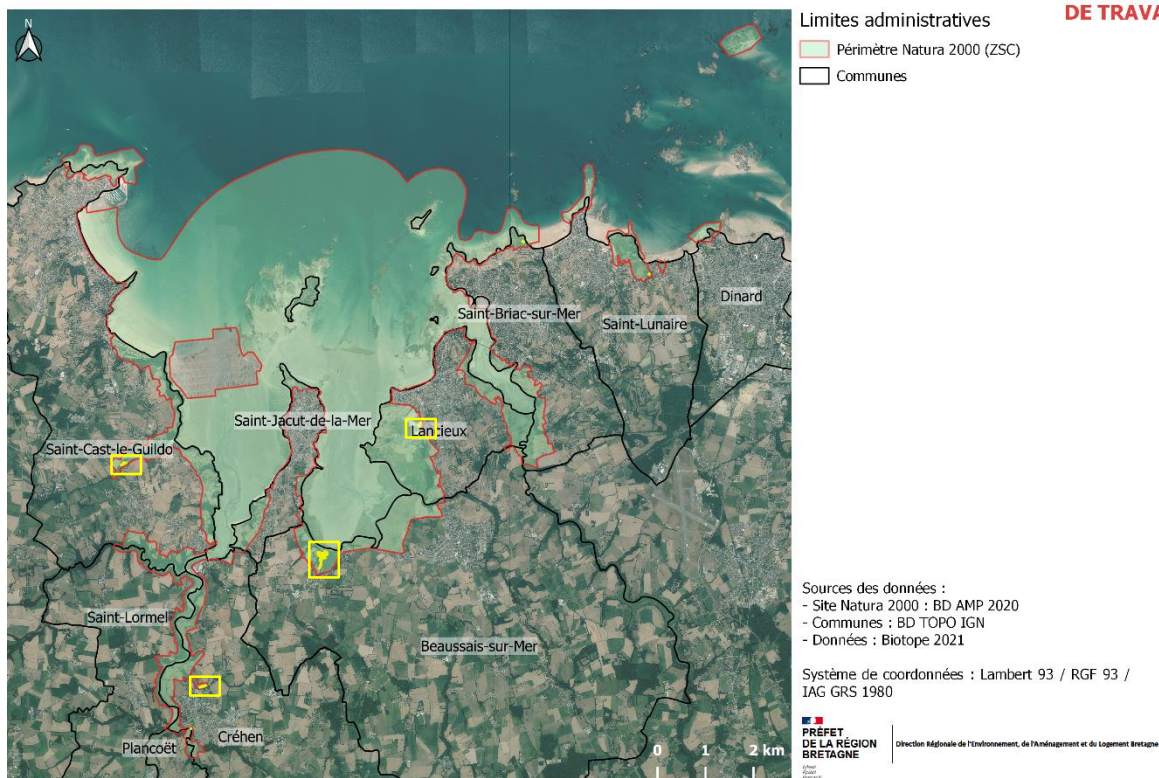 DE TRAVA
Limites administratives
Périmètre Natura 2000 (ZSC)
Communes
N
Saint-Briac-sur-Mer
Saint-Lunaire
Dinard
Saint-Jacut-de-la-Mer
Lancieux
Saint-Cast-le-Guildo
Saint-Lormel
Beaussais-sur-Mer
Créhen
Plancoët
0 1 2 km
Sources des données :
- Site Natura 2000 : BD AMP 2020
- Communes : BD TOPO IGN
- Données : Biotope 2021
Système de coordonnées : Lambert 93 / RGF 93 /
IAG GRS 1980
PRÉFET
DE LA RÉGION
BRETAGNE
Direction Régionale de l'Environnement, de l'Aménagement et du Logement Bretagne